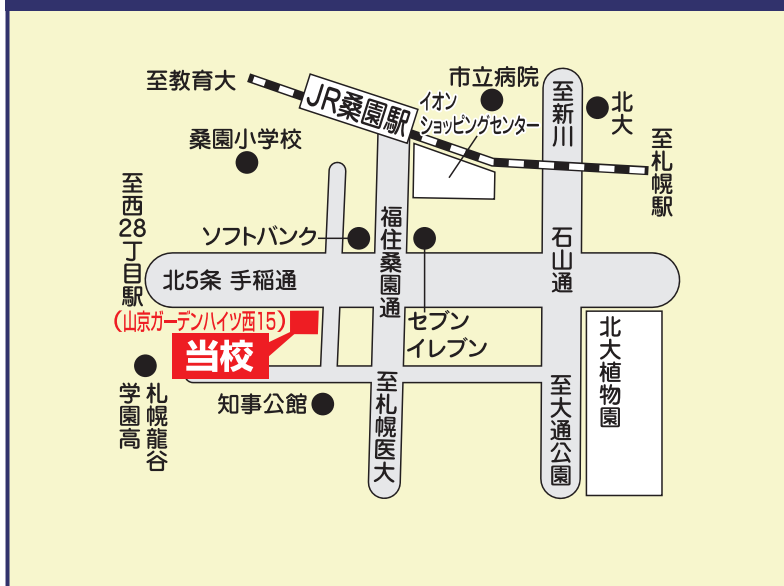 至教育大
JR桑園駅
イオン
ショッピングセンター
市立病院
至新川
北大
至札幌駅
桑園小学校
至西28丁目駅
ソフトバンク
福住桑園通
石山通
北5条 手稲通
(山京ガーデンハイツ西15)
当校
セブン
イレブン
北大植物園
札幌龍谷
学園高
知事公館
至札幌医大
至大通公園